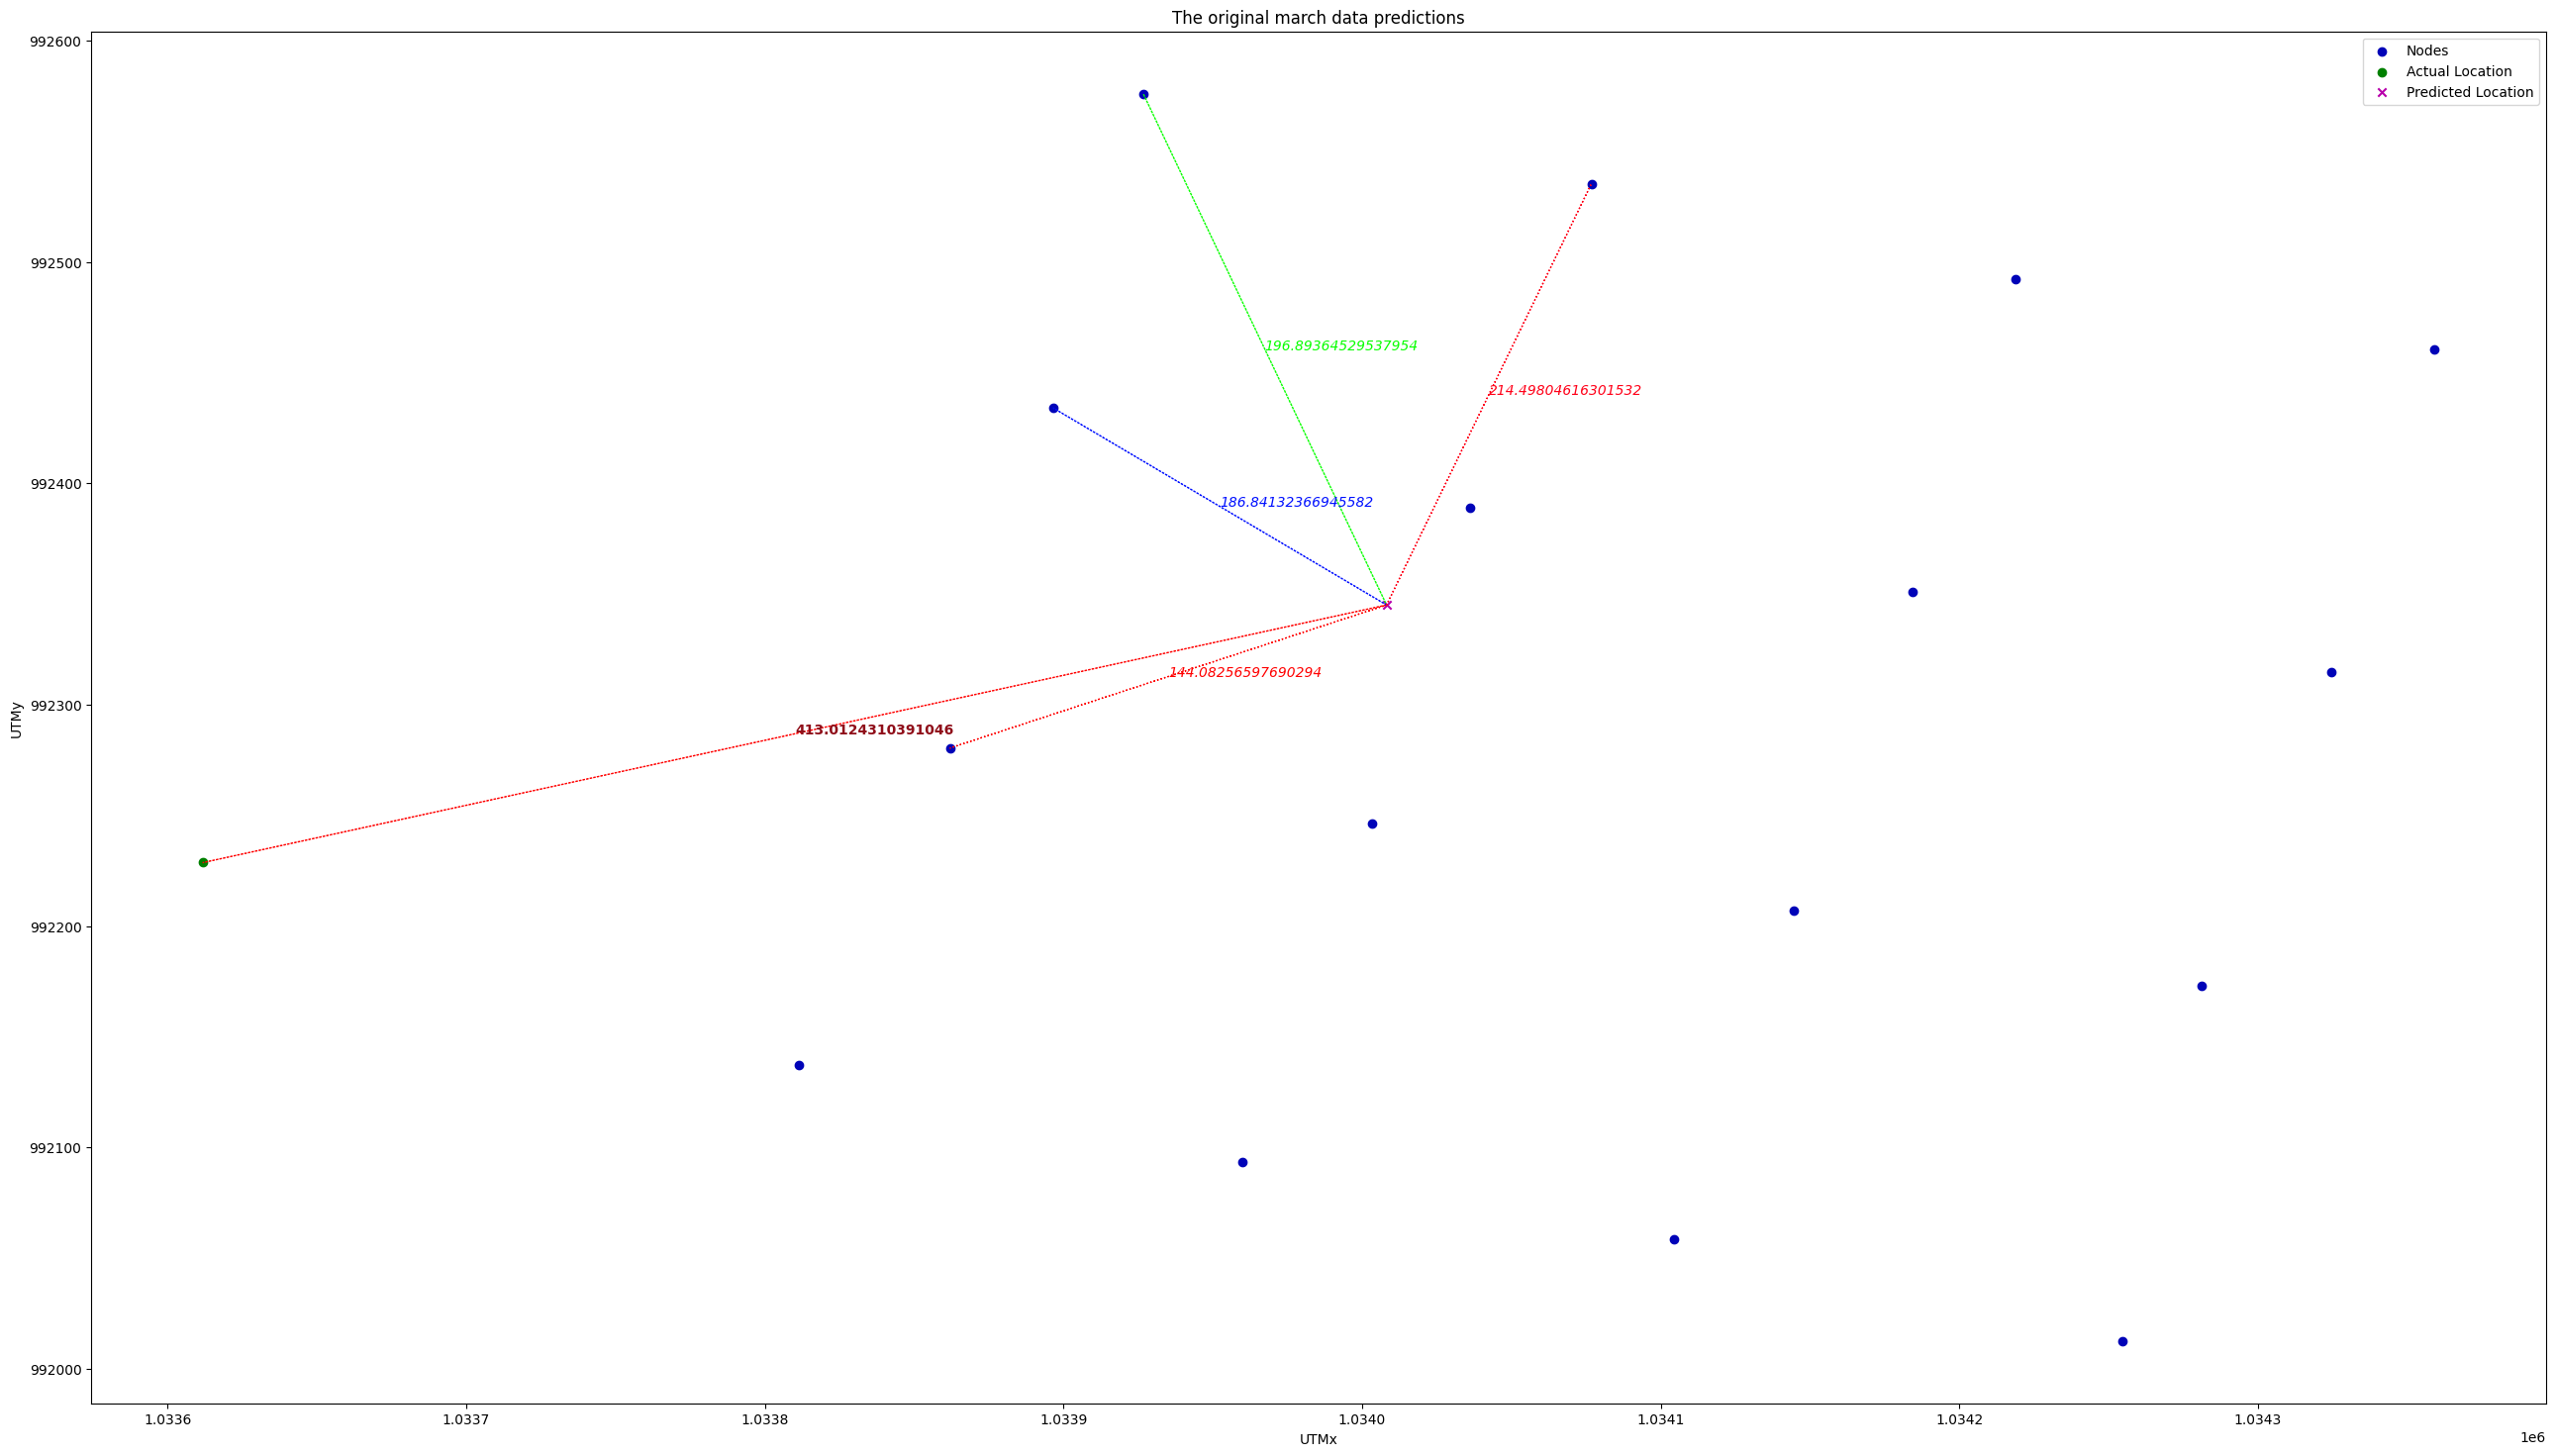 The original march data predictions
Nodes
Actual Location
Predicted Location
992600
992500
992400
992300
992200
992100
992000
UTMy
196.89364529537954
214.49804616301532
186.84132366945582
144.08256597690294
413.0124310391046
1.0336 1.0337 1.0338 1.0339 1.0340 1.0341 1.0342 1.0343
UTMx
1e6